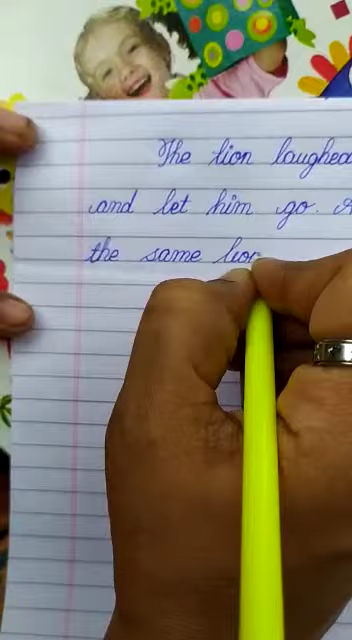 The lion laughed
and let him go. A
the same lion